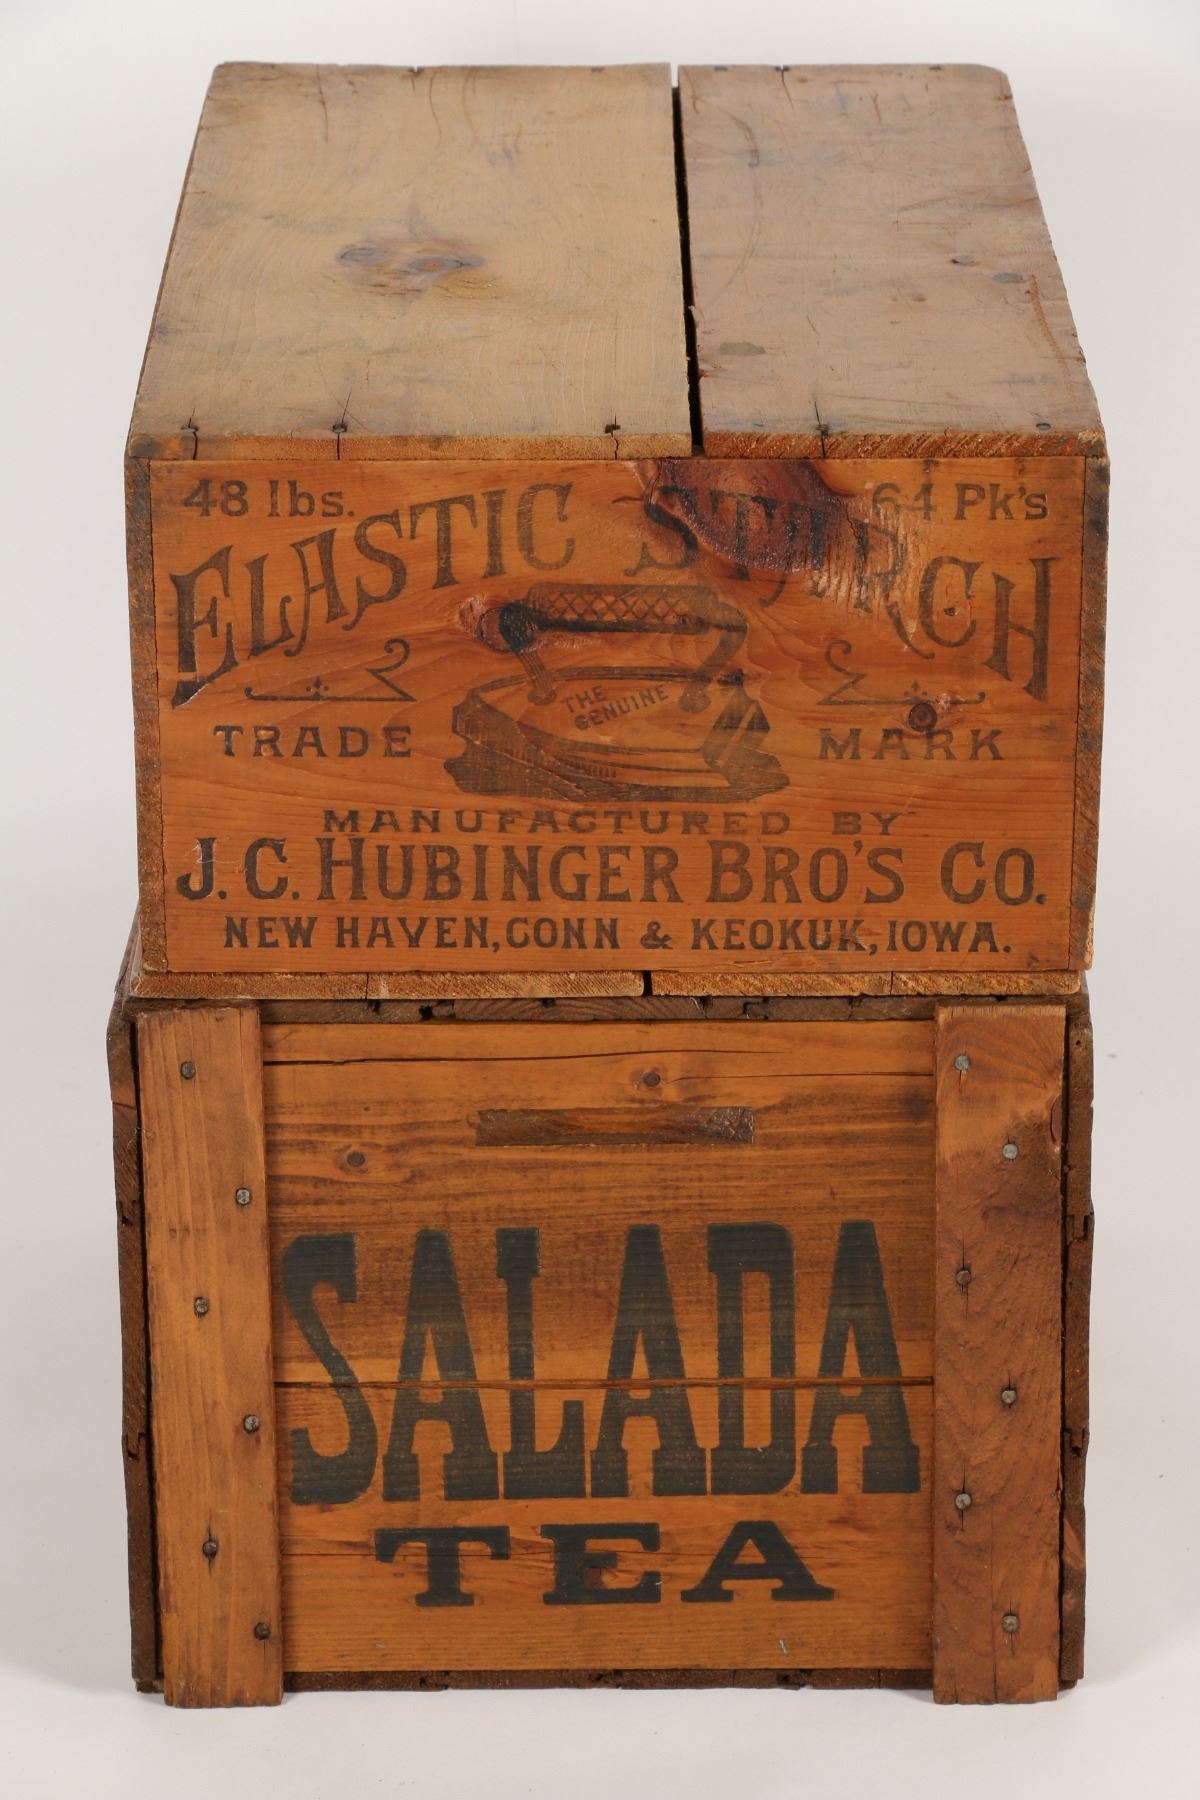 48 lbs. 64 Pk's
ELASTIC STARCH
THE
GENUINE
TRADE MARK
MANUFACTURED BY
J. C. HUBINGER BRO'S CO.
NEW HAVEN, CONN & KEOKUK, IOWA.
SALADA
TEA